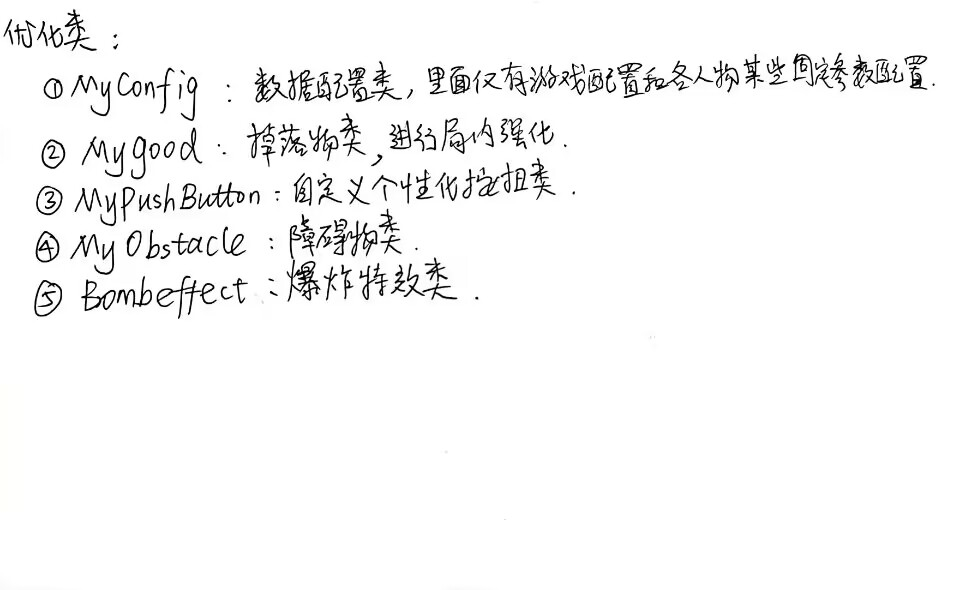 优化类：
① MyConfig：数据配置类，里面仅有游戏配置和各人物某些固定参数配置.
② Mygood：掉落物类，进行局内强化.
③ MyPushButton：自定义个性化按扭类.
④ MyObstacle：障碍物类.
⑤ Bombeffect：爆炸特效类.